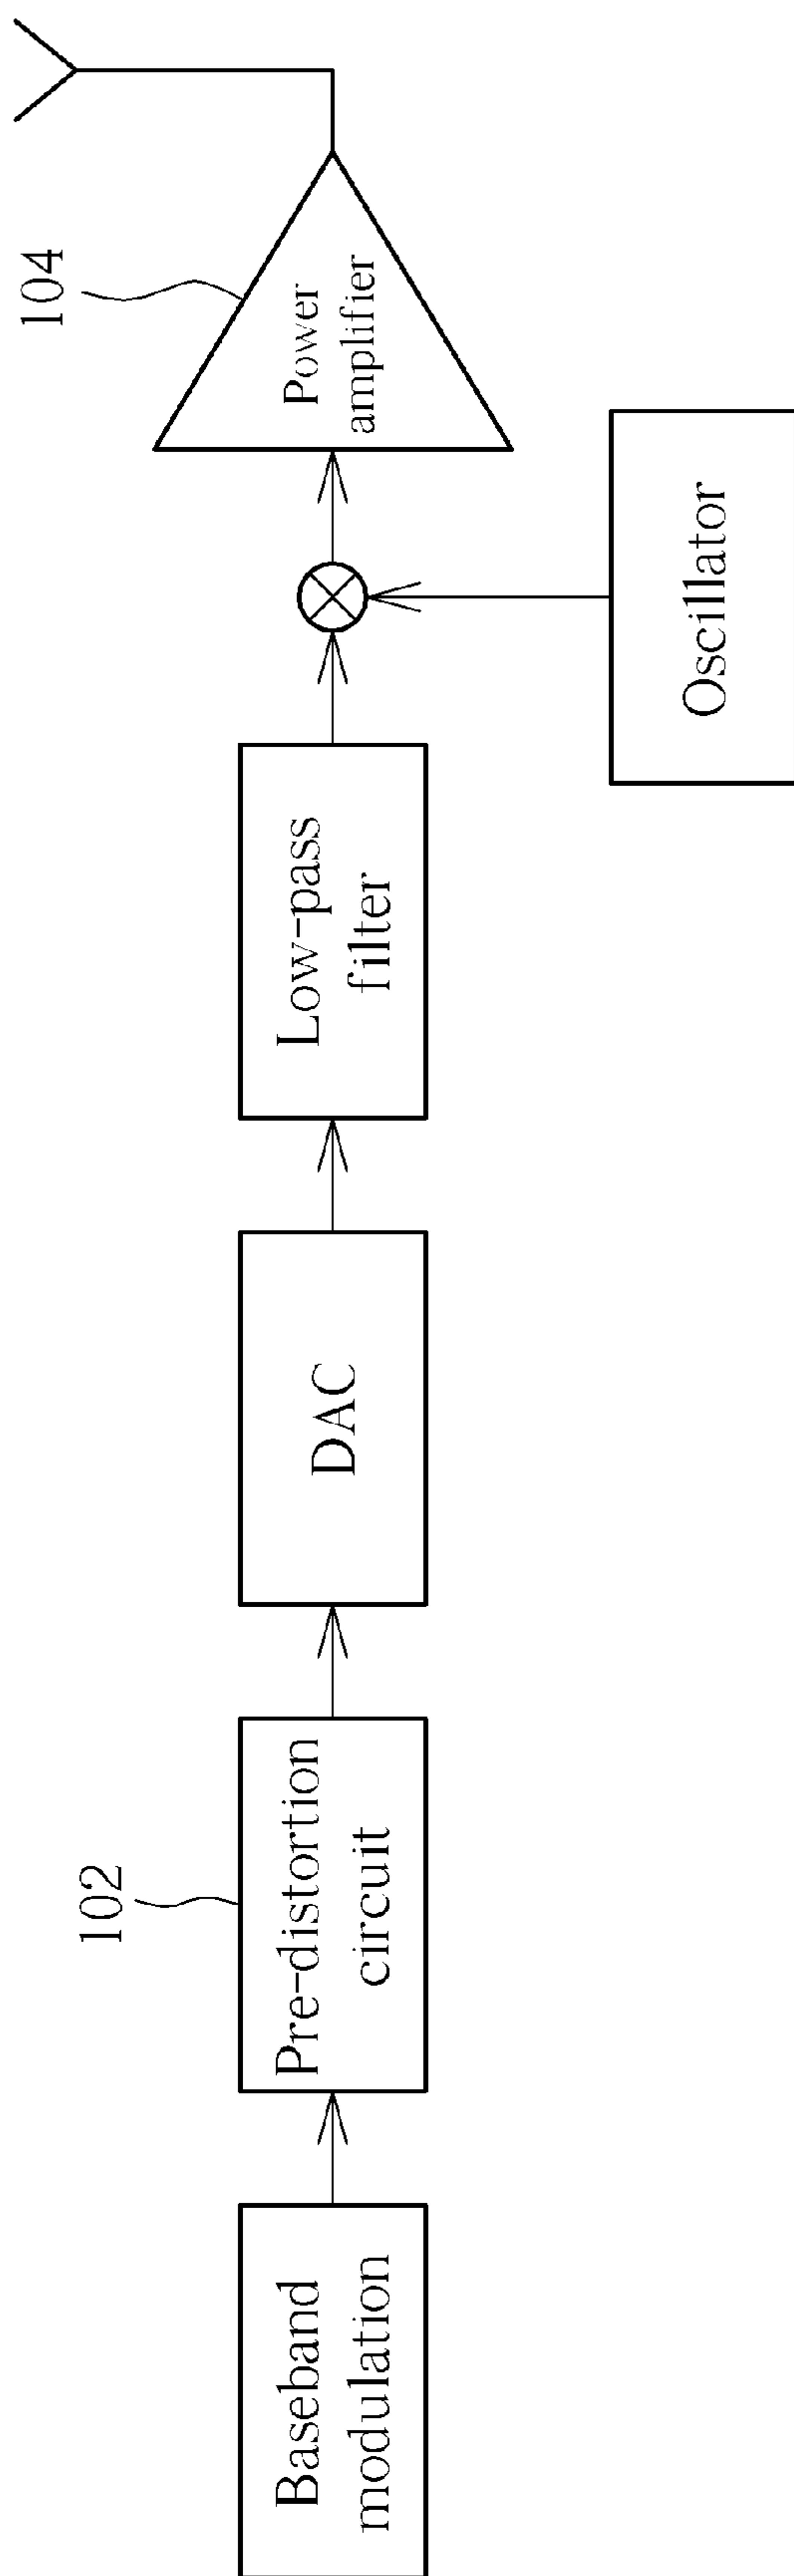 Baseband
modulation
102
Pre-distortion
circuit
DAC
Low-pass
filter
Oscillator
104
Power
amplifier